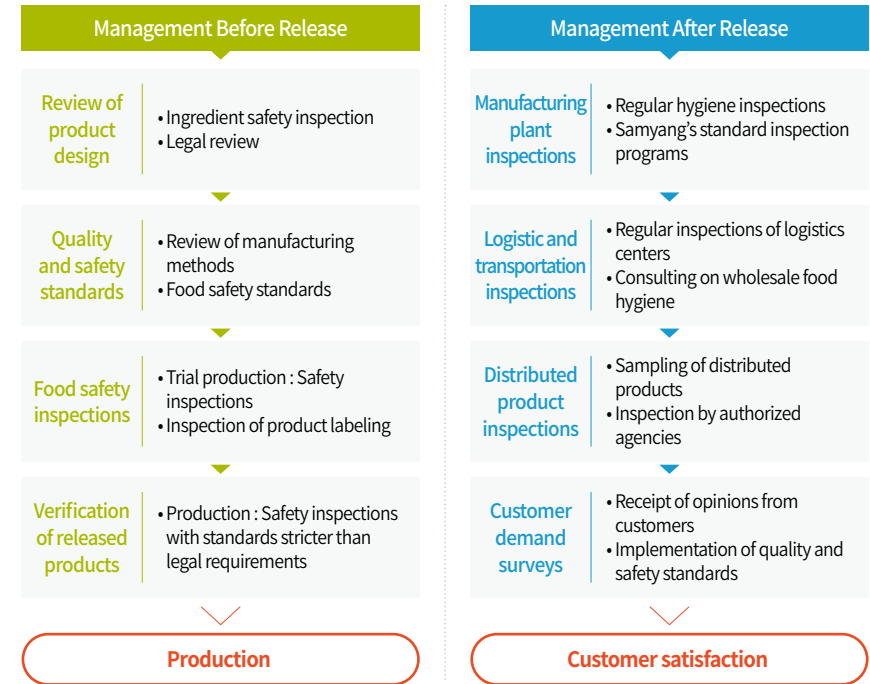 Management Before Release
Review of
product
design
• Ingredient safety inspection
• Legal review
Quality
and safety
standards
• Review of manufacturing
methods
• Food safety standards
Food safety
inspections
• Trial production : Safety
inspections
• Inspection of product labeling
Verification
of released
products
• Production : Safety inspections
with standards stricter than
legal requirements
Production
Management After Release
Manufacturing
plant
inspections
• Regular hygiene inspections
• Samyang’s standard inspection
programs
Logistic and
transportation
inspections
• Regular inspections of logistics
centers
• Consulting on wholesale food
hygiene
Distributed
product
inspections
• Sampling of distributed
products
• Inspection by authorized
agencies
Customer
demand
surveys
• Receipt of opinions from
customers
• Implementation of quality and
safety standards
Customer satisfaction